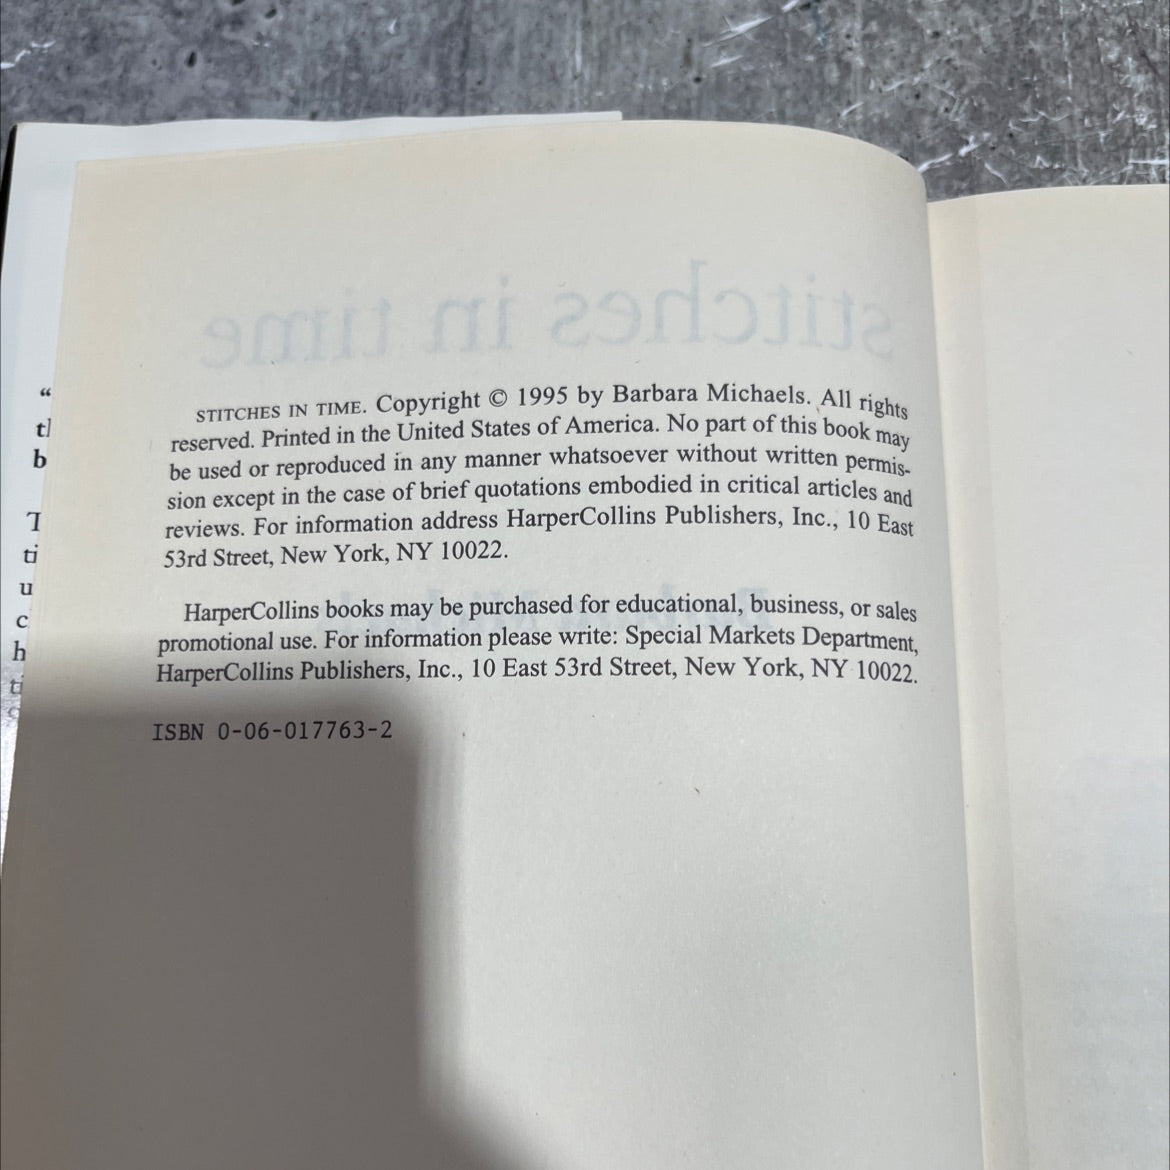 stitches in time
STITCHES IN TIME. Copyright © 1995 by Barbara Michaels. All rights
reserved. Printed in the United States of America. No part of this book may
be used or reproduced in any manner whatsoever without written permis-
sion except in the case of brief quotations embodied in critical articles and
reviews. For information address HarperCollins Publishers, Inc., 10 East
53rd Street, New York, NY 10022.
HarperCollins books may be purchased for educational, business, or sales
promotional use. For information please write: Special Markets Department,
HarperCollins Publishers, Inc., 10 East 53rd Street, New York, NY 10022.
ISBN 0-06-017763-2